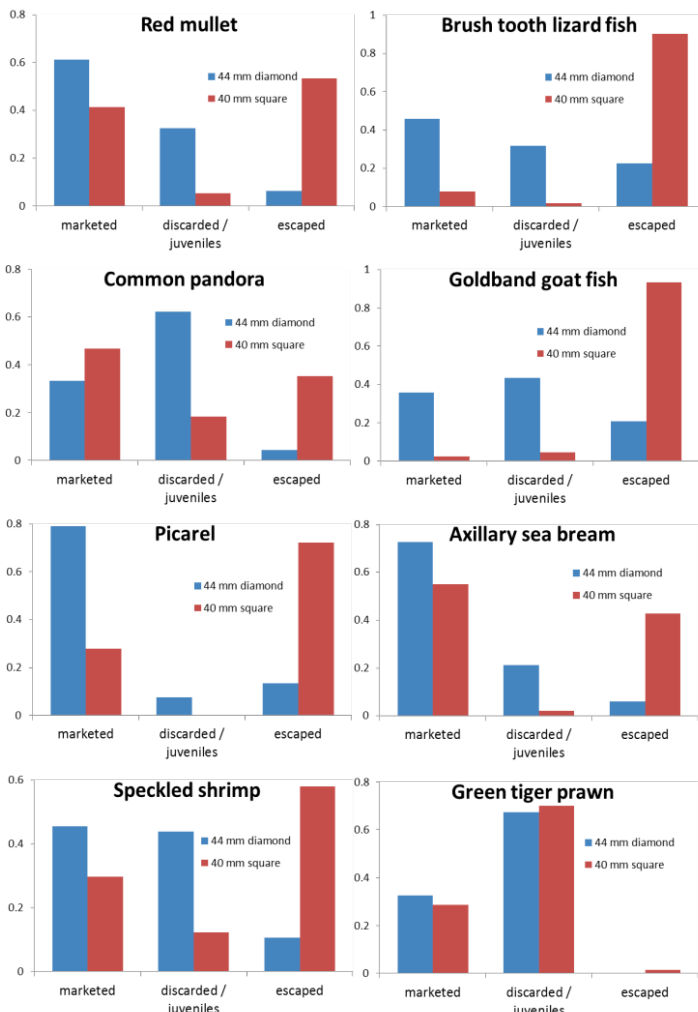 Red mullet
0.8
0.6
0.4
0.2
0
44 mm diamond
40 mm square
marketed
discarded /
juveniles
escaped
Brush tooth lizard fish
1
0.8
0.6
0.4
0.2
0
44 mm diamond
40 mm square
marketed
discarded /
juveniles
escaped
Common pandora
0.8
0.6
0.4
0.2
0
44 mm diamond
40 mm square
marketed
discarded /
juveniles
escaped
Goldband goat fish
1
0.8
0.6
0.4
0.2
0
44 mm diamond
40 mm square
marketed
discarded /
juveniles
escaped
Picarel
0.8
0.6
0.4
0.2
0
44 mm diamond
40 mm square
marketed
discarded /
juveniles
escaped
Axillary sea bream
0.8
0.6
0.4
0.2
0
44 mm diamond
40 mm square
marketed
discarded /
juveniles
escaped
Speckled shrimp
0.6
0.4
0.2
0
44 mm diamond
40 mm square
marketed
discarded /
juveniles
escaped
Green tiger prawn
0.8
0.6
0.4
0.2
0
44 mm diamond
40 mm square
marketed
discarded /
juveniles
escaped